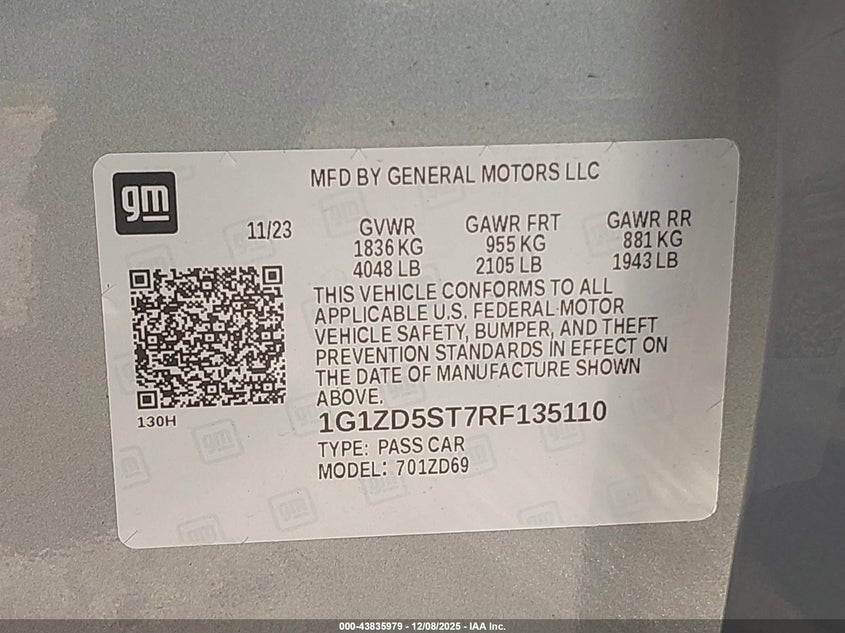 gm
MFD BY GENERAL MOTORS LLC
11/23
GVWR
1836 KG
4048 LB
GAWR FRT
955 KG
2105 LB
GAWR RR
881 KG
1943 LB
THIS VEHICLE CONFORMS TO ALL
APPLICABLE U.S. FEDERAL MOTOR
VEHICLE SAFETY, BUMPER, AND THEFT
PREVENTION STANDARDS IN EFFECT ON
THE DATE OF MANUFACTURE SHOWN
ABOVE.
130H
1G1ZD5ST7RF135110
TYPE: PASS CAR
MODEL: 701ZD69
000-43835979 - 12/08/2025 - IAA Inc.